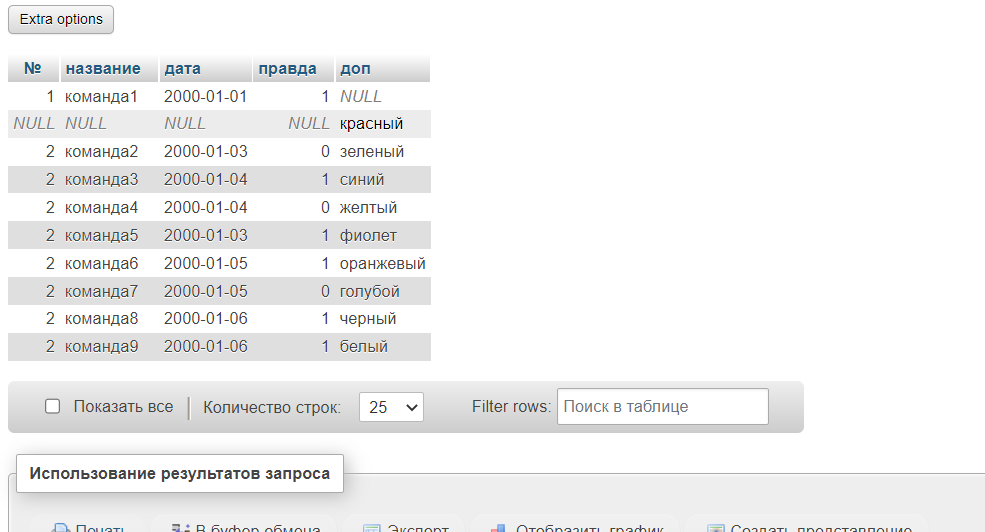 Extra options
№ название дата правда доп
1 команда1 2000-01-01 1 NULL
NULL NULL NULL NULL красный
2 команда2 2000-01-03 0 зеленый
2 команда3 2000-01-04 1 синий
2 команда4 2000-01-04 0 желтый
2 команда5 2000-01-03 1 фиолет
2 команда6 2000-01-05 1 оранжевый
2 команда7 2000-01-05 0 голубой
2 команда8 2000-01-06 1 черный
2 команда9 2000-01-06 1 белый
Показать все Количество строк: 25 Filter rows: Поиск в таблице
Использование результатов запроса
Печать В буфер обмена Экспорт Отобразить график Создать представление